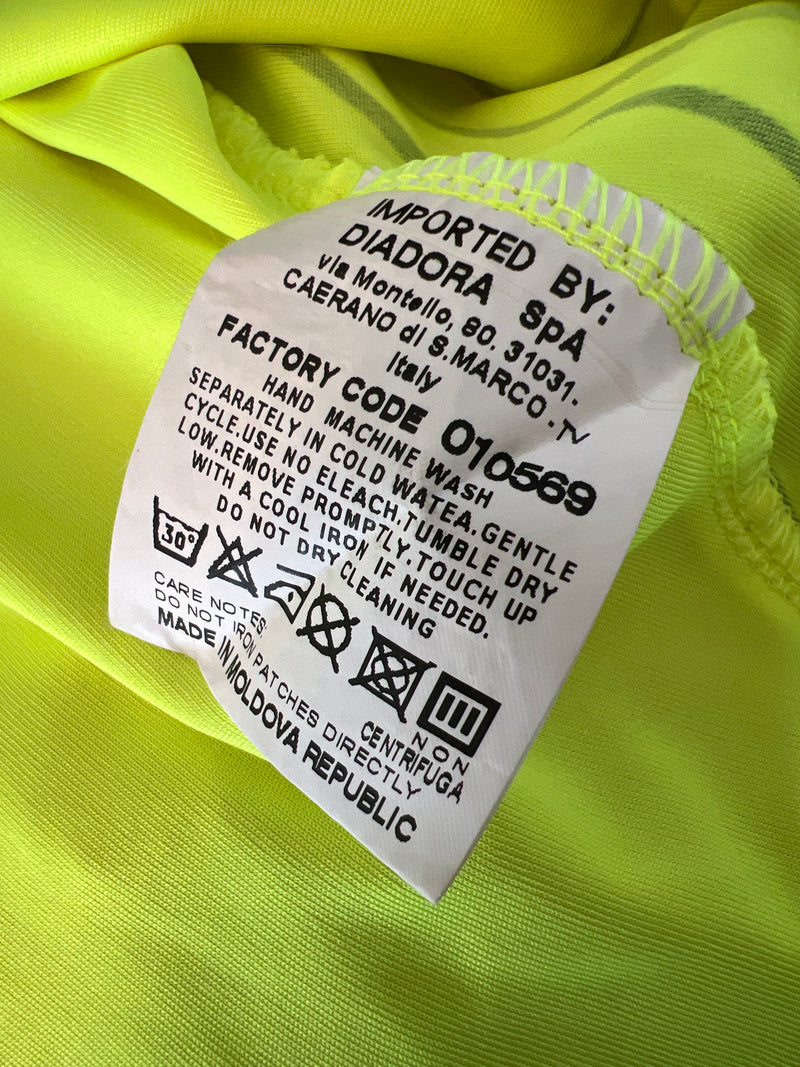 IMPORTED BY:
DIADORA SpA
via Montello, 80. 31031.
CAERANO di S.MARCO.TV
Italy
FACTORY CODE 010569
HAND MACHINE WASH
SEPARATELY IN COLD WATEA.GENTLE
CYCLE.USE NO ELEACH.TUMBLE DRY
LOW.REMOVE PROMPTLY.TOUCH UP
WITH A COOL IRON IF NEEDED.
DO NOT DRY CLEANING
30°
NON
CENTRIFUGA
CARE NOTES:
DO NOT IRON PATCHES DIRECTLY
MADE IN MOLDOVA REPUBLIC